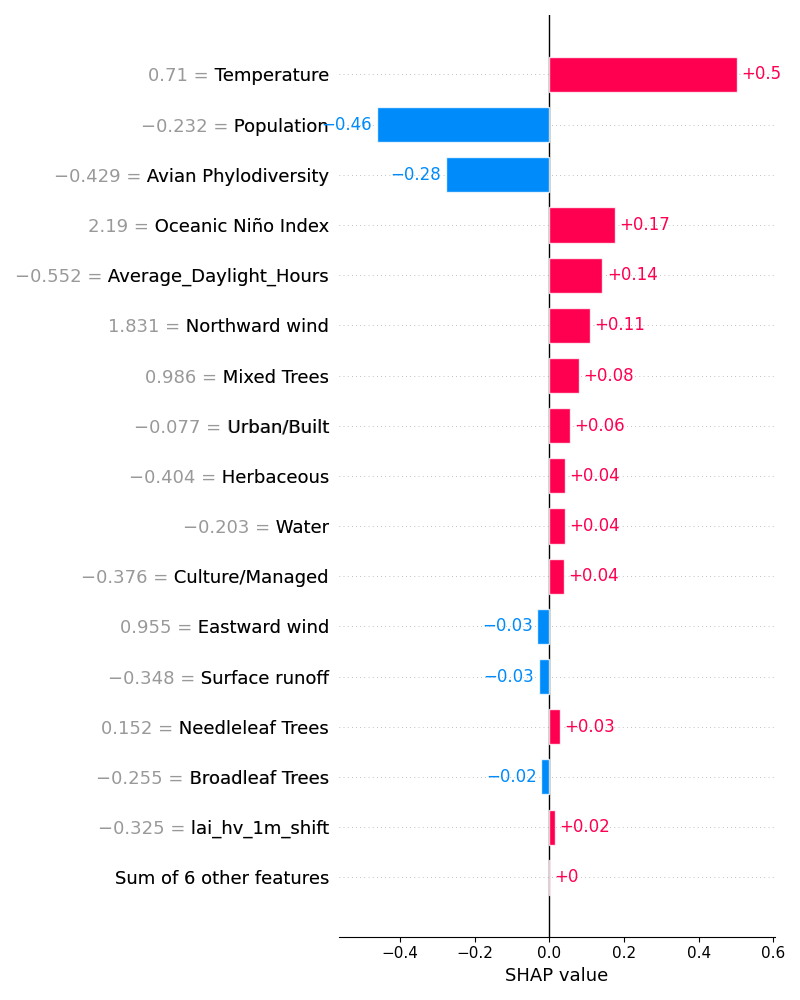 0.71 = Temperature +0.5
−0.232 = Population −0.46
−0.429 = Avian Phylodiversity −0.28
2.19 = Oceanic Niño Index +0.17
−0.552 = Average_Daylight_Hours +0.14
1.831 = Northward wind +0.11
0.986 = Mixed Trees +0.08
−0.077 = Urban/Built +0.06
−0.404 = Herbaceous +0.04
−0.203 = Water +0.04
−0.376 = Culture/Managed +0.04
0.955 = Eastward wind −0.03
−0.348 = Surface runoff −0.03
0.152 = Needleleaf Trees +0.03
−0.255 = Broadleaf Trees −0.02
−0.325 = lai_hv_1m_shift +0.02
Sum of 6 other features +0
−0.4 −0.2 0.0 0.2 0.4 0.6
SHAP value